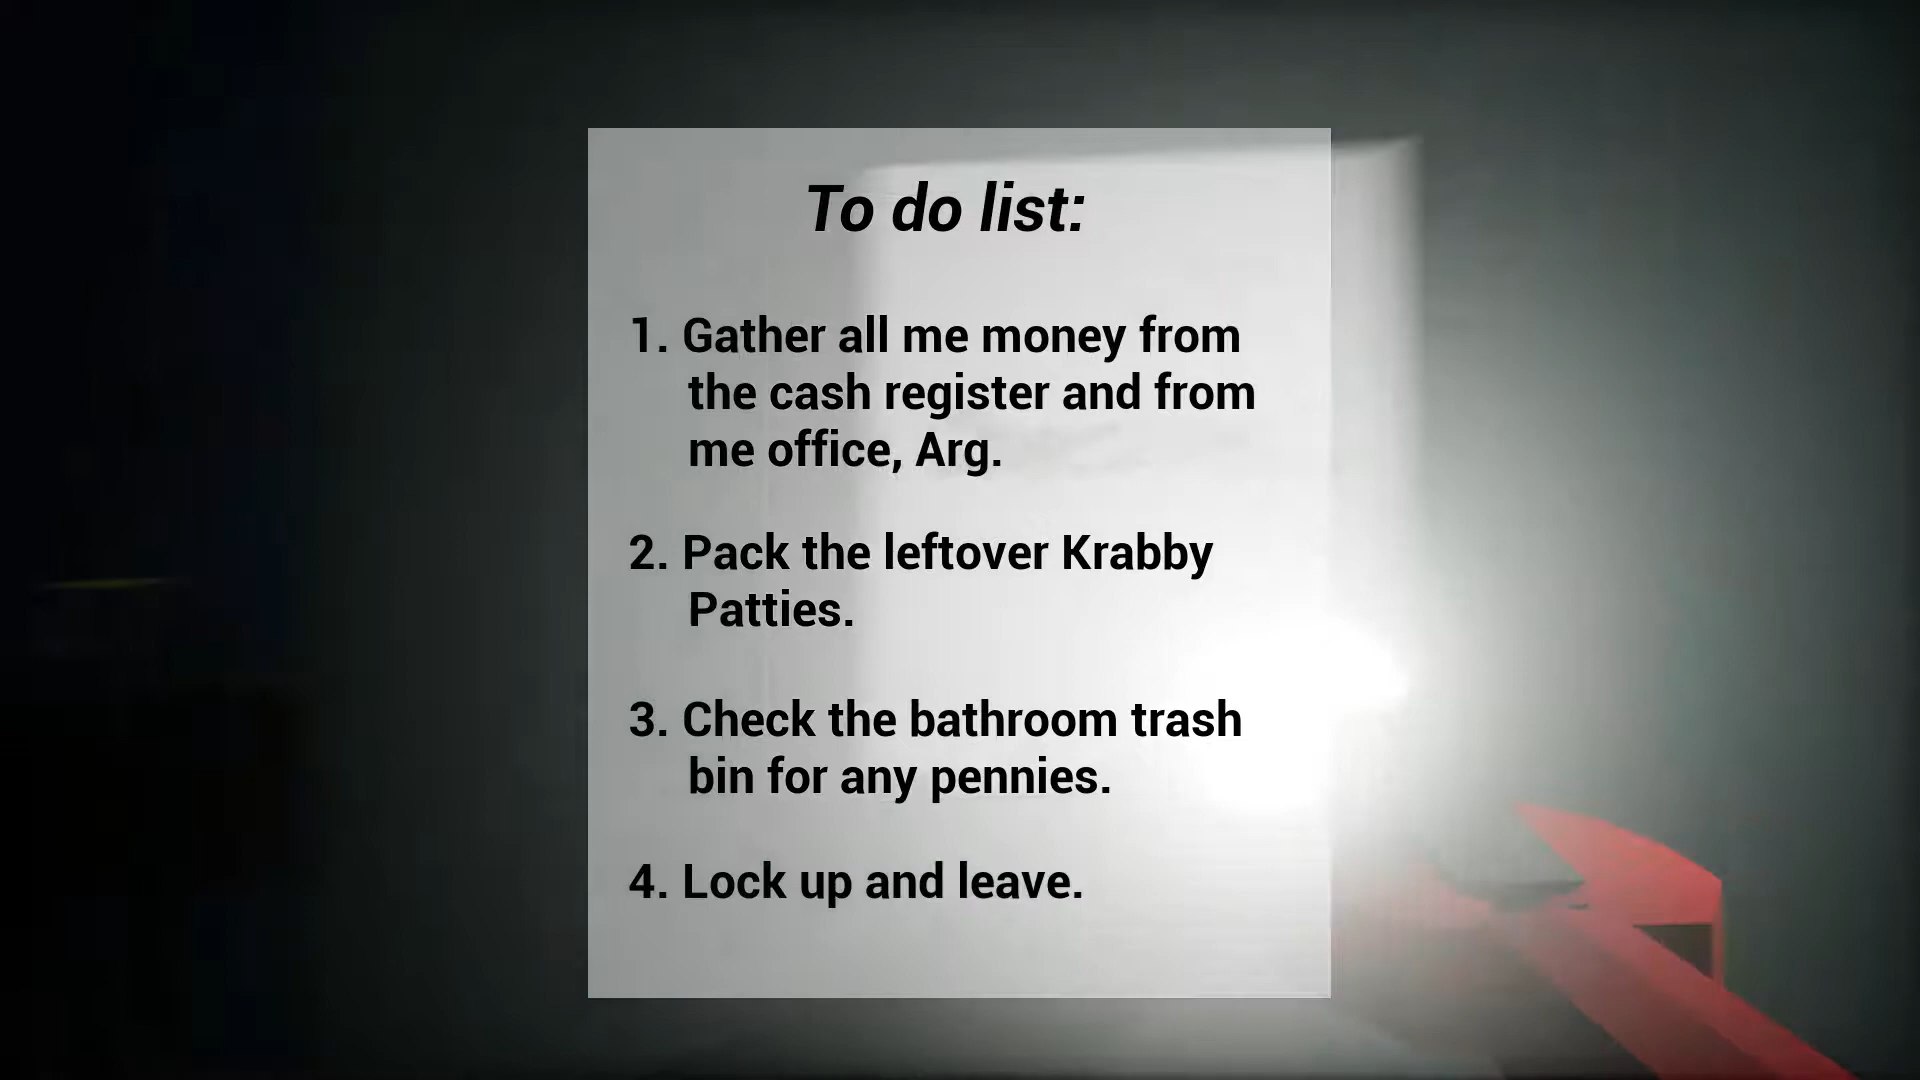 To do list:
1. Gather all me money from
the cash register and from
me office, Arg.
2. Pack the leftover Krabby
Patties.
3. Check the bathroom trash
bin for any pennies.
4. Lock up and leave.